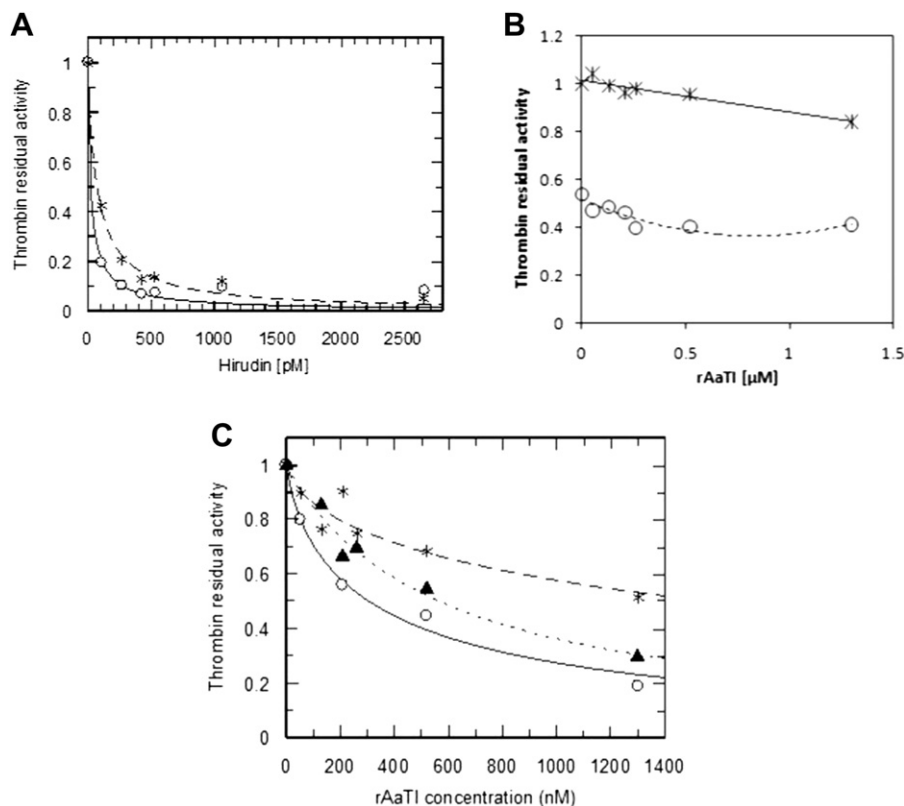 A
Thrombin residual activity
1
0.8
0.6
0.4
0.2
0
0 500 1000 1500 2000 2500
Hirudin [pM]
B
Thrombin residual activity
1.2
1
0.8
0.6
0.4
0.2
0
0 0.5 1 1.5
rAaTI [µM]
C
Thrombin residual activity
1
0.8
0.6
0.4
0.2
0
0 200 400 600 800 1000 1200 1400
rAaTI concentration (nM)